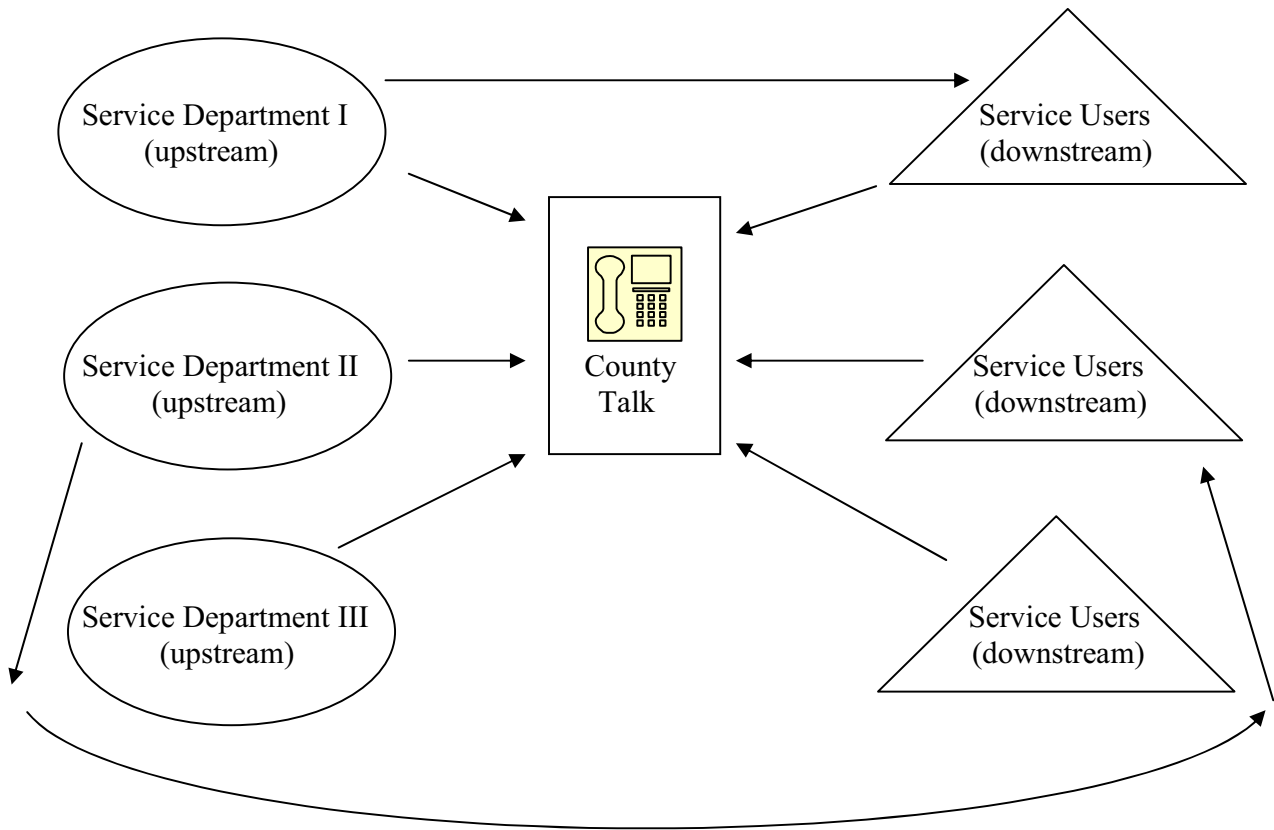 Service Department I
(upstream)
Service Users
(downstream)
Service Department II
(upstream)
County
Talk
Service Users
(downstream)
Service Department III
(upstream)
Service Users
(downstream)